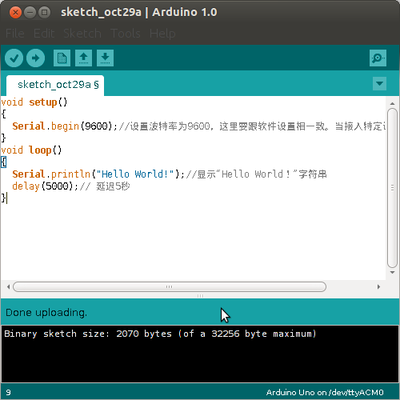 sketch_oct29a | Arduino 1.0
File Edit Sketch Tools Help
sketch_oct29a §
void setup()
{
Serial.begin(9600);//设置波特率为9600，这里要跟软件设置相一致。当接入特定
}
void loop()
{
Serial.println("Hello World!");//显示“Hello World！”字符串
delay(5000);// 延迟5秒
}
Done uploading.
Binary sketch size: 2070 bytes (of a 32256 byte maximum)
9
Arduino Uno on /dev/ttyACM0